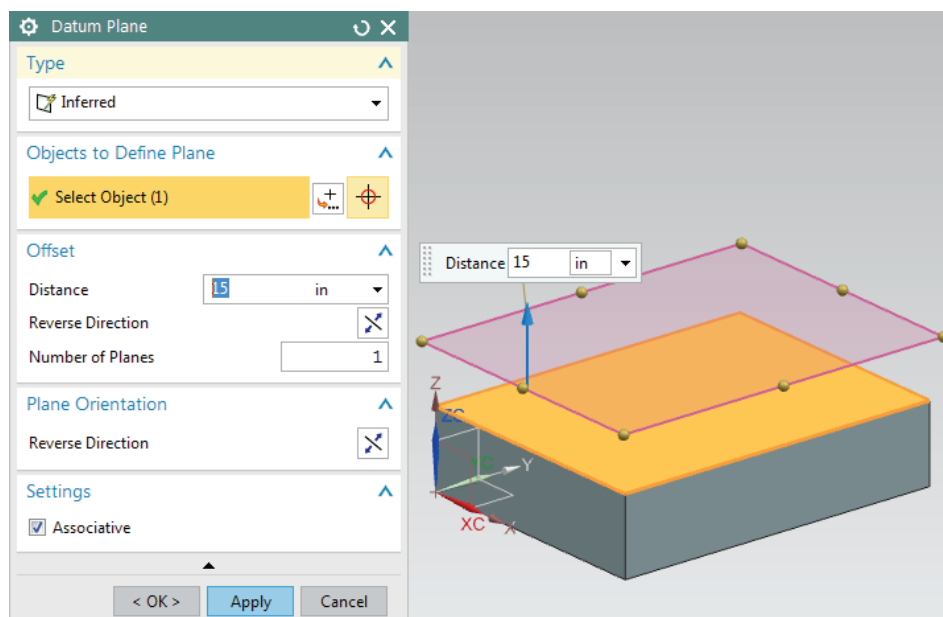 Datum Plane
Type
Inferred
Objects to Define Plane
Select Object (1)
Offset
Distance 15 in
Reverse Direction
Number of Planes 1
Plane Orientation
Reverse Direction
Settings
Associative
< OK > Apply Cancel
Distance 15 in
Z
ZC
YC
Y
XC
X